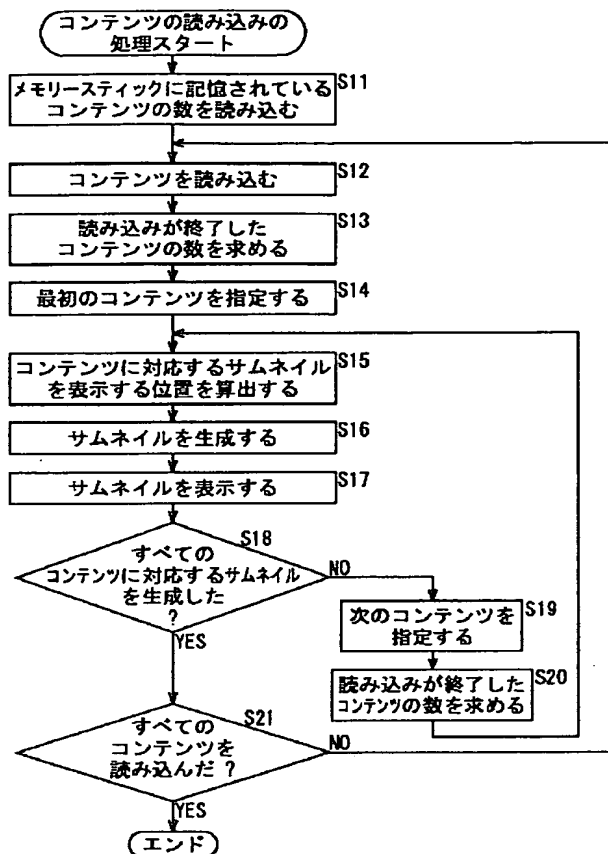 コンテンツの読み込みの
処理スタート
S11
メモリースティックに記憶されている
コンテンツの数を読み込む
S12
コンテンツを読み込む
S13
読み込みが終了した
コンテンツの数を求める
S14
最初のコンテンツを指定する
S15
コンテンツに対応するサムネイル
を表示する位置を算出する
S16
サムネイルを生成する
S17
サムネイルを表示する
S18
すべての
コンテンツに対応するサムネイル
を生成した
?
NO
YES
S19
次のコンテンツを
指定する
S20
読み込みが終了した
コンテンツの数を求める
S21
すべての
コンテンツを
読み込んだ ?
NO
YES
エンド